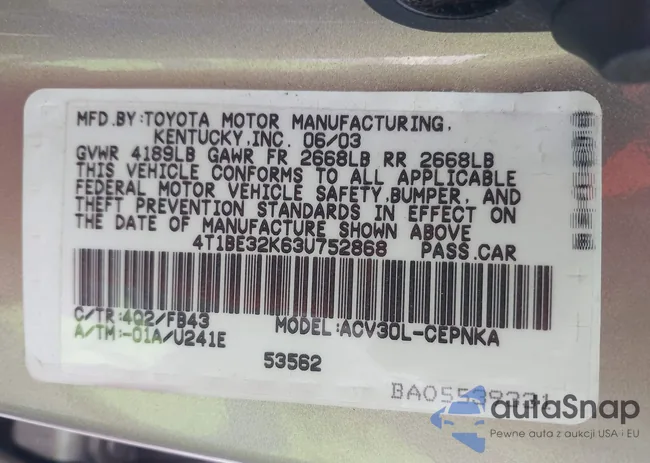 MFD.BY:TOYOTA MOTOR MANUFACTURING,
KENTUCKY,INC. 06/03
GVWR 4189LB GAWR FR 2668LB RR 2668LB
THIS VEHICLE CONFORMS TO ALL APPLICABLE
FEDERAL MOTOR VEHICLE SAFETY,BUMPER, AND
THEFT PREVENTION STANDARDS IN EFFECT ON
THE DATE OF MANUFACTURE SHOWN ABOVE
4T1BE32K63U752868 PASS.CAR
C/TR:4Q2/FB43 MODEL:ACV30L-CEPNKA
A/TM:-01A/U241E
53562
autaSnap
Pewne auta z aukcji USA i EU